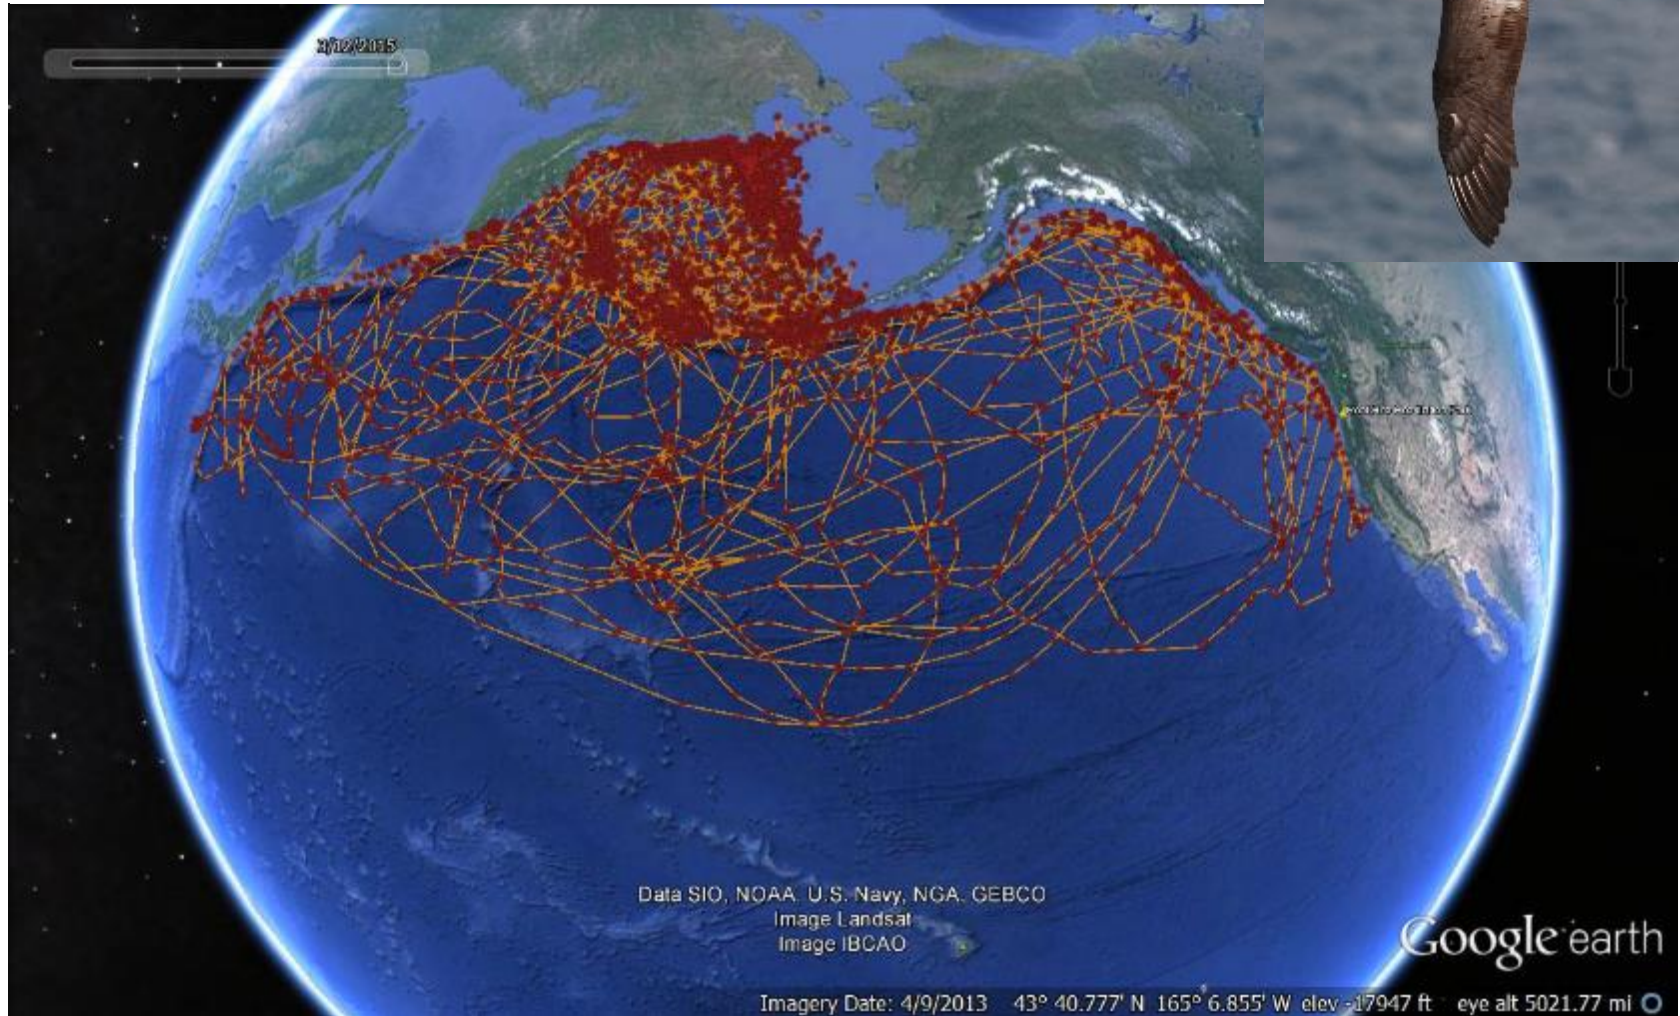 Data SIO, NOAA, U.S. Navy, NGA, GEBCO
Image Landsat
Image IBCAO
Google earth
Imagery Date: 4/9/2013 43° 40.777' N 165° 6.855' W elev -17947 ft eye alt 5021.77 mi